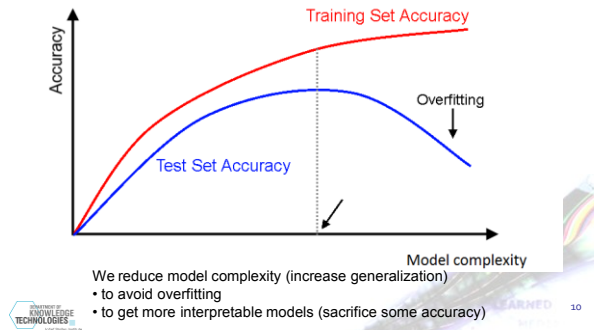 Training Set Accuracy
Accuracy
Overfitting
Test Set Accuracy
Model complexity
We reduce model complexity (increase generalization)
• to avoid overfitting
• to get more interpretable models (sacrifice some accuracy)
DEPARTMENT OF
KNOWLEDGE
TECHNOLOGIES
LEARNED
10